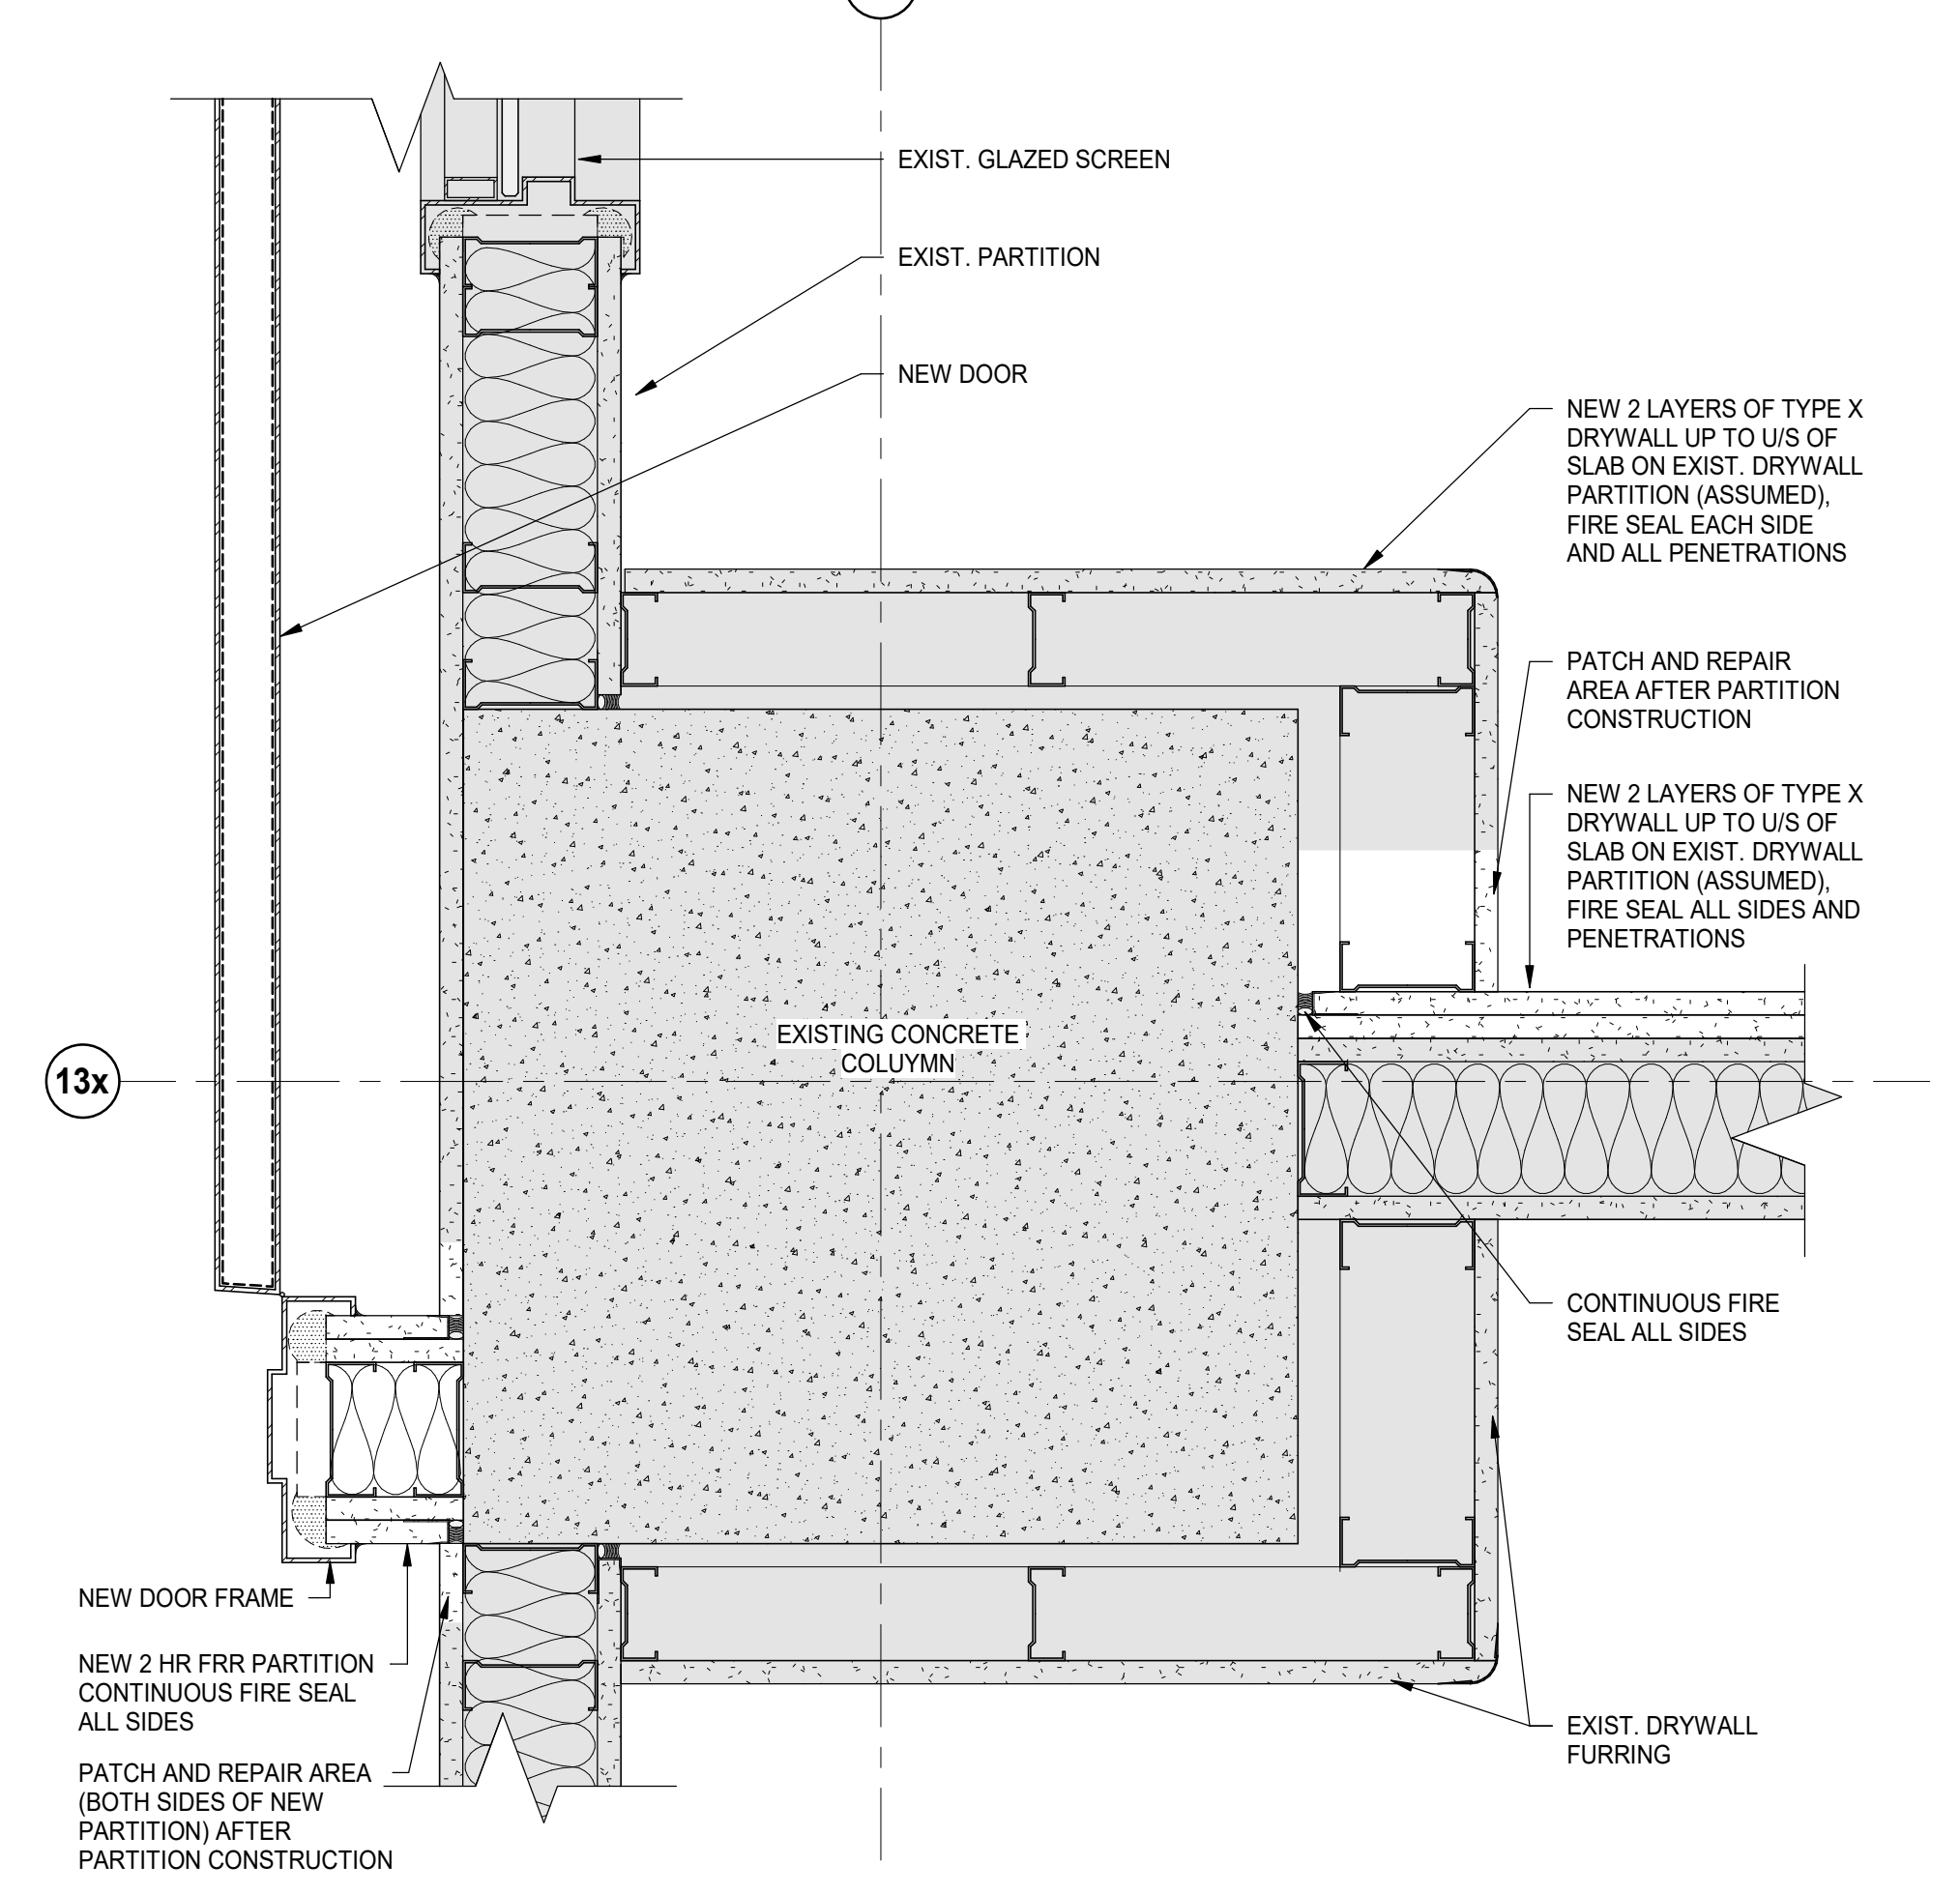 EXIST. GLAZED SCREEN
EXIST. PARTITION
NEW DOOR
NEW 2 LAYERS OF TYPE X
DRYWALL UP TO U/S OF
SLAB ON EXIST. DRYWALL
PARTITION (ASSUMED),
FIRE SEAL EACH SIDE
AND ALL PENETRATIONS
PATCH AND REPAIR
AREA AFTER PARTITION
CONSTRUCTION
NEW 2 LAYERS OF TYPE X
DRYWALL UP TO U/S OF
SLAB ON EXIST. DRYWALL
PARTITION (ASSUMED),
FIRE SEAL ALL SIDES AND
PENETRATIONS
EXISTING CONCRETE
COLUYMN
13x
CONTINUOUS FIRE
SEAL ALL SIDES
NEW DOOR FRAME
NEW 2 HR FRR PARTITION
CONTINUOUS FIRE SEAL
ALL SIDES
PATCH AND REPAIR AREA
(BOTH SIDES OF NEW
PARTITION) AFTER
PARTITION CONSTRUCTION
EXIST. DRYWALL
FURRING